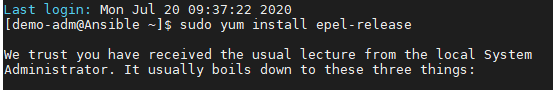 Last login: Mon Jul 20 09:37:22 2020
[demo-adm@Ansible ~]$ sudo yum install epel-release
We trust you have received the usual lecture from the local System
Administrator. It usually boils down to these three things: